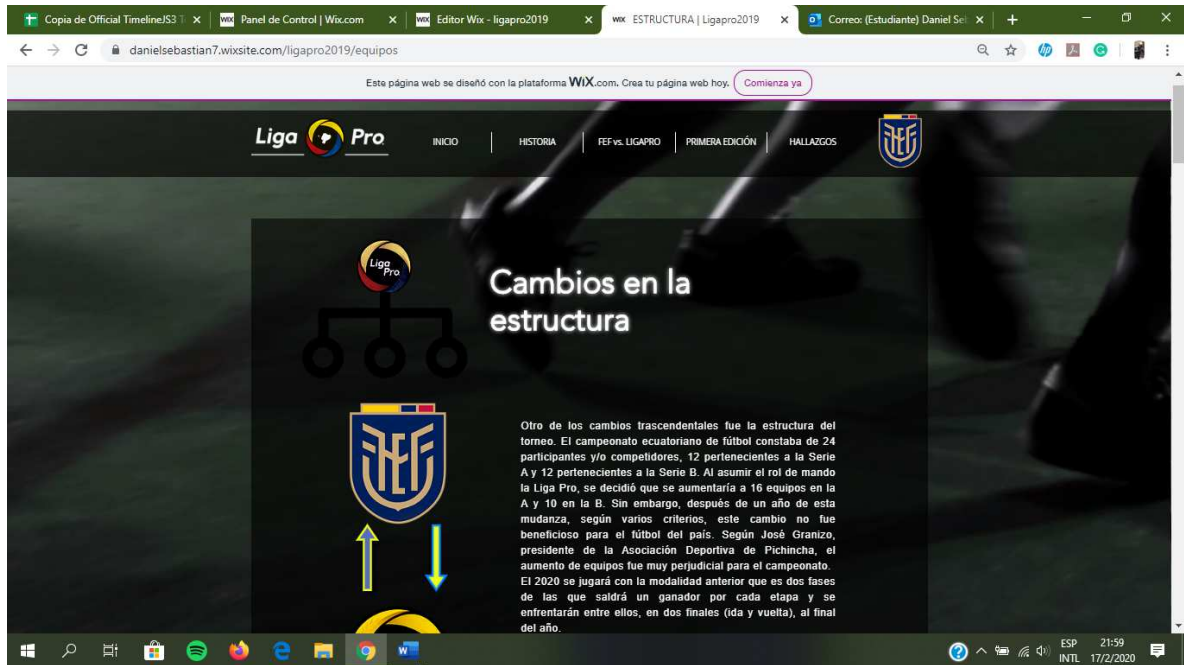 Copia de Official TimelineJS3 T
Panel de Control | Wix.com
Editor Wix - ligapro2019
ESTRUCTURA | Ligapro2019
Correo: (Estudiante) Daniel Seb
danielsebastian7.wixsite.com/ligapro2019/equipos
Este página web se diseñó con la plataforma WiX.com. Crea tu página web hoy. Comienza ya
Liga Pro INICIO HISTORIA FEF vs. LIGAPRO PRIMERA EDICIÓN HALLAZGOS FEF
Liga Pro
Cambios en la
estructura
FEF
Otro de los cambios trascendentales fue la estructura del
torneo. El campeonato ecuatoriano de fútbol constaba de 24
participantes y/o competidores, 12 pertenecientes a la Serie
A y 12 pertenecientes a la Serie B. Al asumir el rol de mando
la Liga Pro, se decidió que se aumentaría a 16 equipos en la
A y 10 en la B. Sin embargo, después de un año de esta
mudanza, según varios criterios, este cambio no fue
beneficioso para el fútbol del país. Según José Granizo,
presidente de la Asociación Deportiva de Pichincha, el
aumento de equipos fue muy perjudicial para el campeonato.
El 2020 se jugará con la modalidad anterior que es dos fases
de las que saldrá un ganador por cada etapa y se
enfrentarán entre ellos, en dos finales (ida y vuelta), al final
del año.
ESP 21:59
INTL 17/2/2020